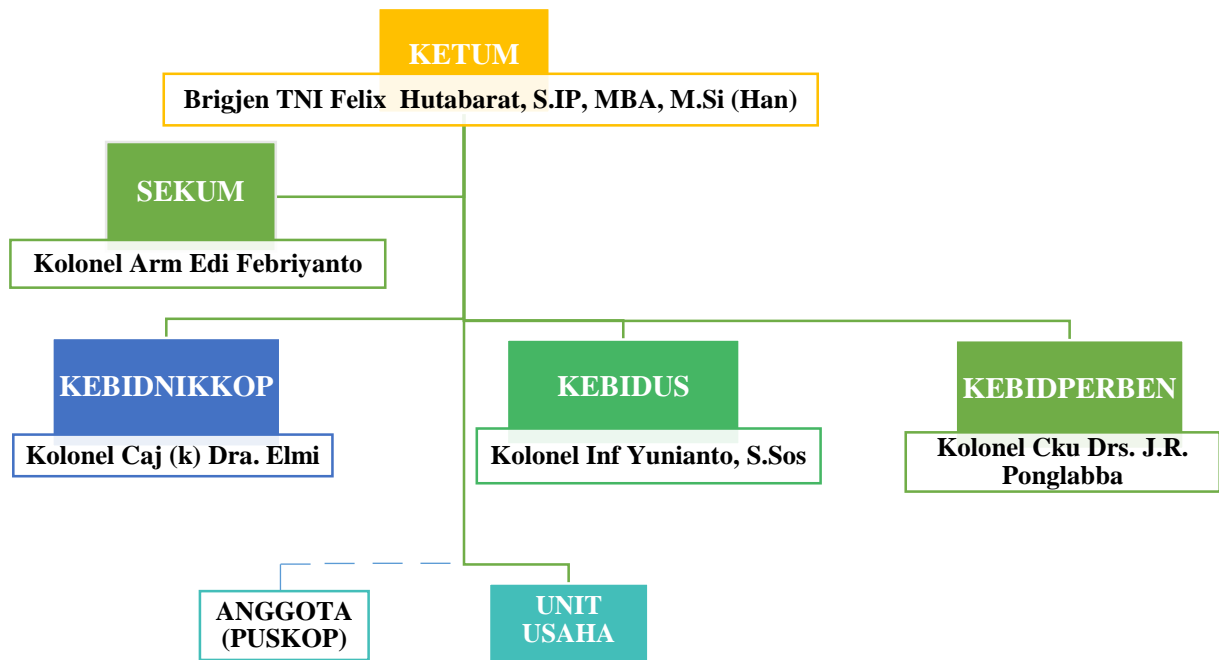 KETUM
Brigjen TNI Felix Hutabarat, S.IP, MBA, M.Si (Han)
SEKUM
Kolonel Arm Edi Febriyanto
KEBIDNIKKOP
Kolonel Caj (k) Dra. Elmi
KEBIDUS
Kolonel Inf Yunianto, S.Sos
KEBIDPERBEN
Kolonel Cku Drs. J.R.
Ponglabba
ANGGOTA
(PUSKOP)
UNIT
USAHA